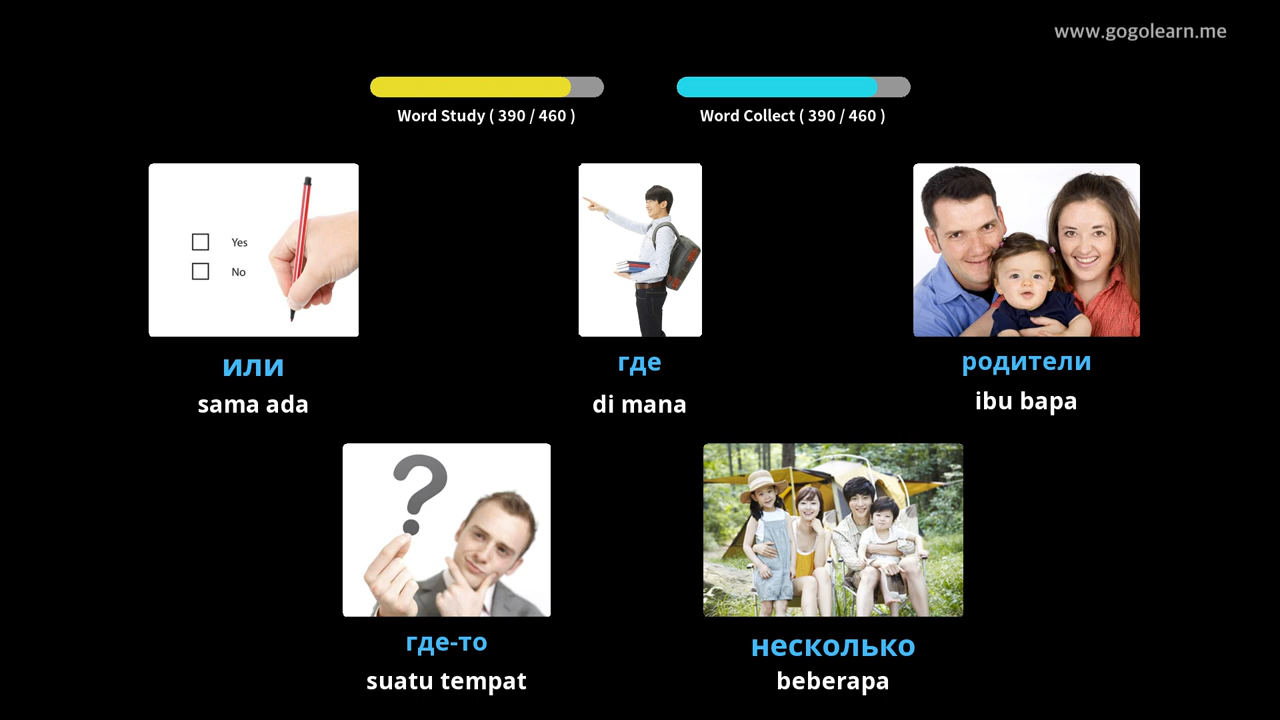 www.gogolearn.me
Word Study ( 390 / 460 )
Word Collect ( 390 / 460 )
Yes
No
или
sama ada
где
di mana
родители
ibu bapa
?
где-то
suatu tempat
несколько
beberapa